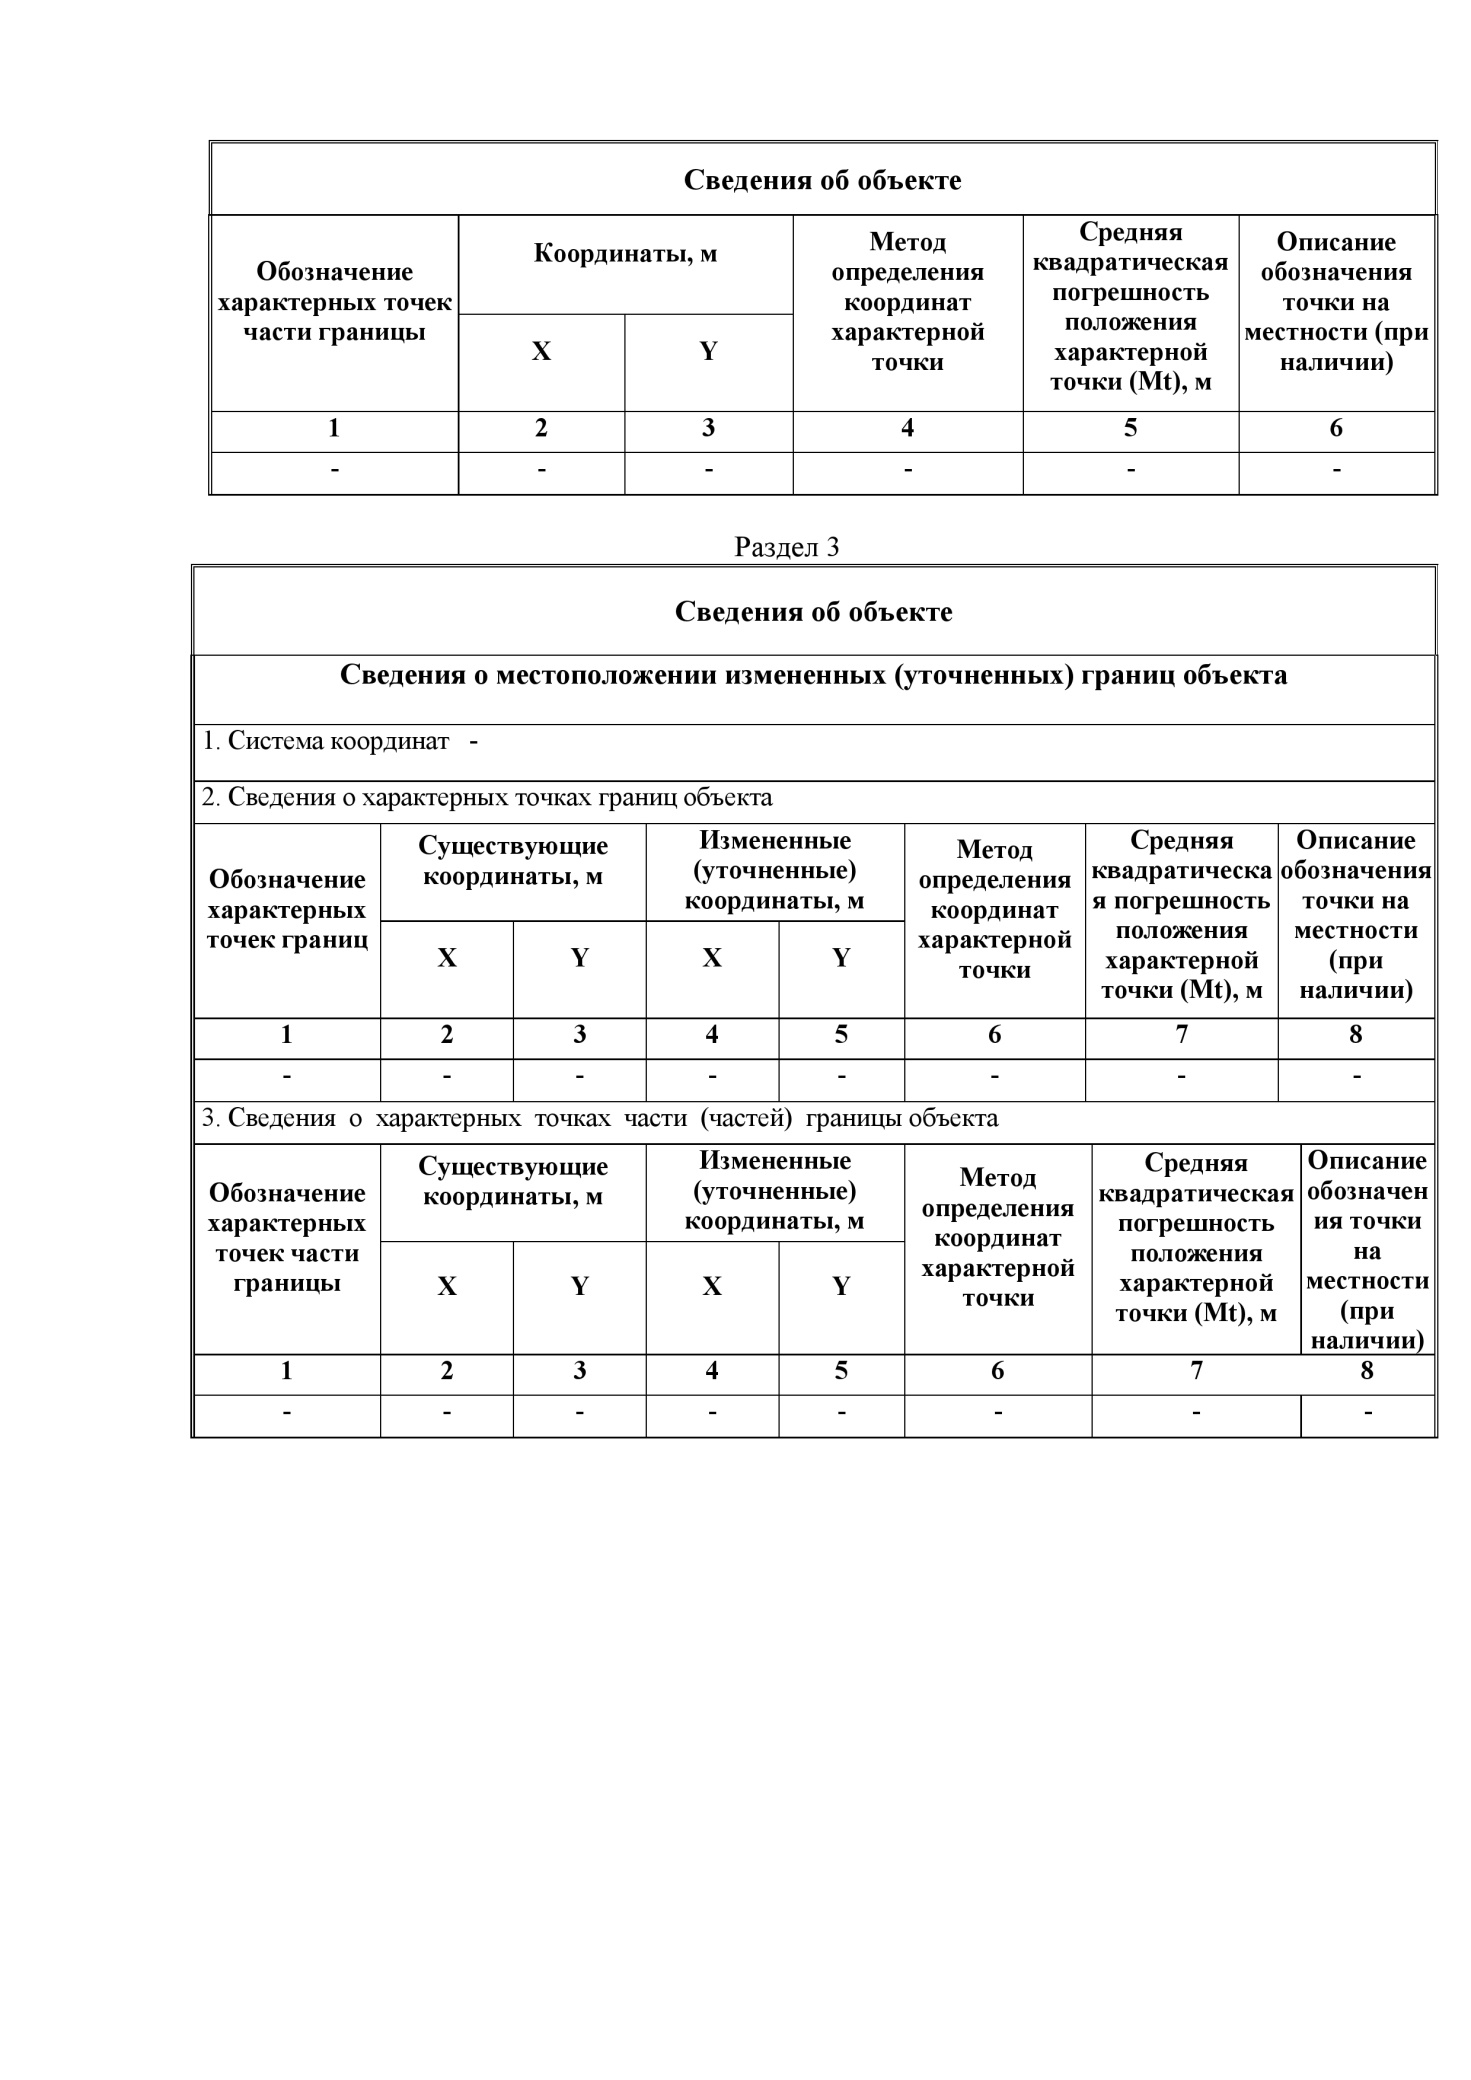 Сведения об объекте
Обозначение
характерных точек
части границы
Координаты, м
X
Y
Метод
определения
координат
характерной
точки
Средняя
квадратическая
погрешность
положения
характерной
точки (Mt), м
Описание
обозначения
точки на
местности (при
наличии)
1 2 3 4 5 6
- - - - - -
Раздел 3
Сведения об объекте
Сведения о местоположении измененных (уточненных) границ объекта
1. Система координат -
2. Сведения о характерных точках границ объекта
Обозначение
характерных
точек границ
Существующие
координаты, м
X
Y
Измененные
(уточненные)
координаты, м
X
Y
Метод
определения
координат
характерной
точки
Средняя
квадратическа
я погрешность
положения
характерной
точки (Mt), м
Описание
обозначения
точки на
местности
(при
наличии)
1 2 3 4 5 6 7 8
- - - - - - - -
3. Сведения о характерных точках части (частей) границы объекта
Обозначение
характерных
точек части
границы
Существующие
координаты, м
X
Y
Измененные
(уточненные)
координаты, м
X
Y
Метод
определения
координат
характерной
точки
Средняя
квадратическая
погрешность
положения
характерной
точки (Mt), м
Описание
обозначен
ия точки
на
местности
(при
наличии)
1 2 3 4 5 6 7 8
- - - - - - - -